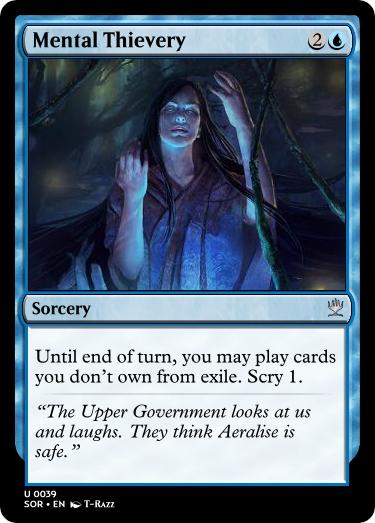 Mental Thievery 2
Sorcery
Until end of turn, you may play cards
you don't own from exile. Scry 1.
"The Upper Government looks at us
and laughs. They think Aeralise is
safe."
U 0039
SOR • EN T-Razz